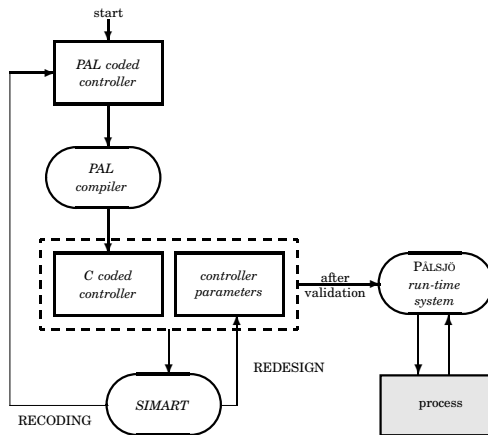 start
PAL coded
controller
PAL
compiler
C coded
controller
controller
parameters
after
validation
PÅLSJÖ
run-time
system
REDESIGN
RECODING
SIMART
process